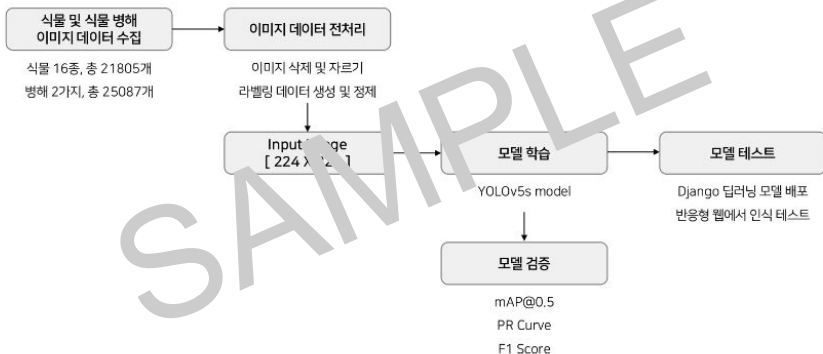 식물 및 식물 병해
이미지 데이터 수집
식물 16종, 총 21805개
병해 2가지, 총 25087개
이미지 데이터 전처리
이미지 삭제 및 자르기
라벨링 데이터 생성 및 정제
Input
[ 224 X
모델 학습
YOLOv5s model
모델 테스트
Django 딥러닝 모델 배포
반응형 웹에서 인식 테스트
모델 검증
mAP@0.5
PR Curve
F1 Score
SAMPLE